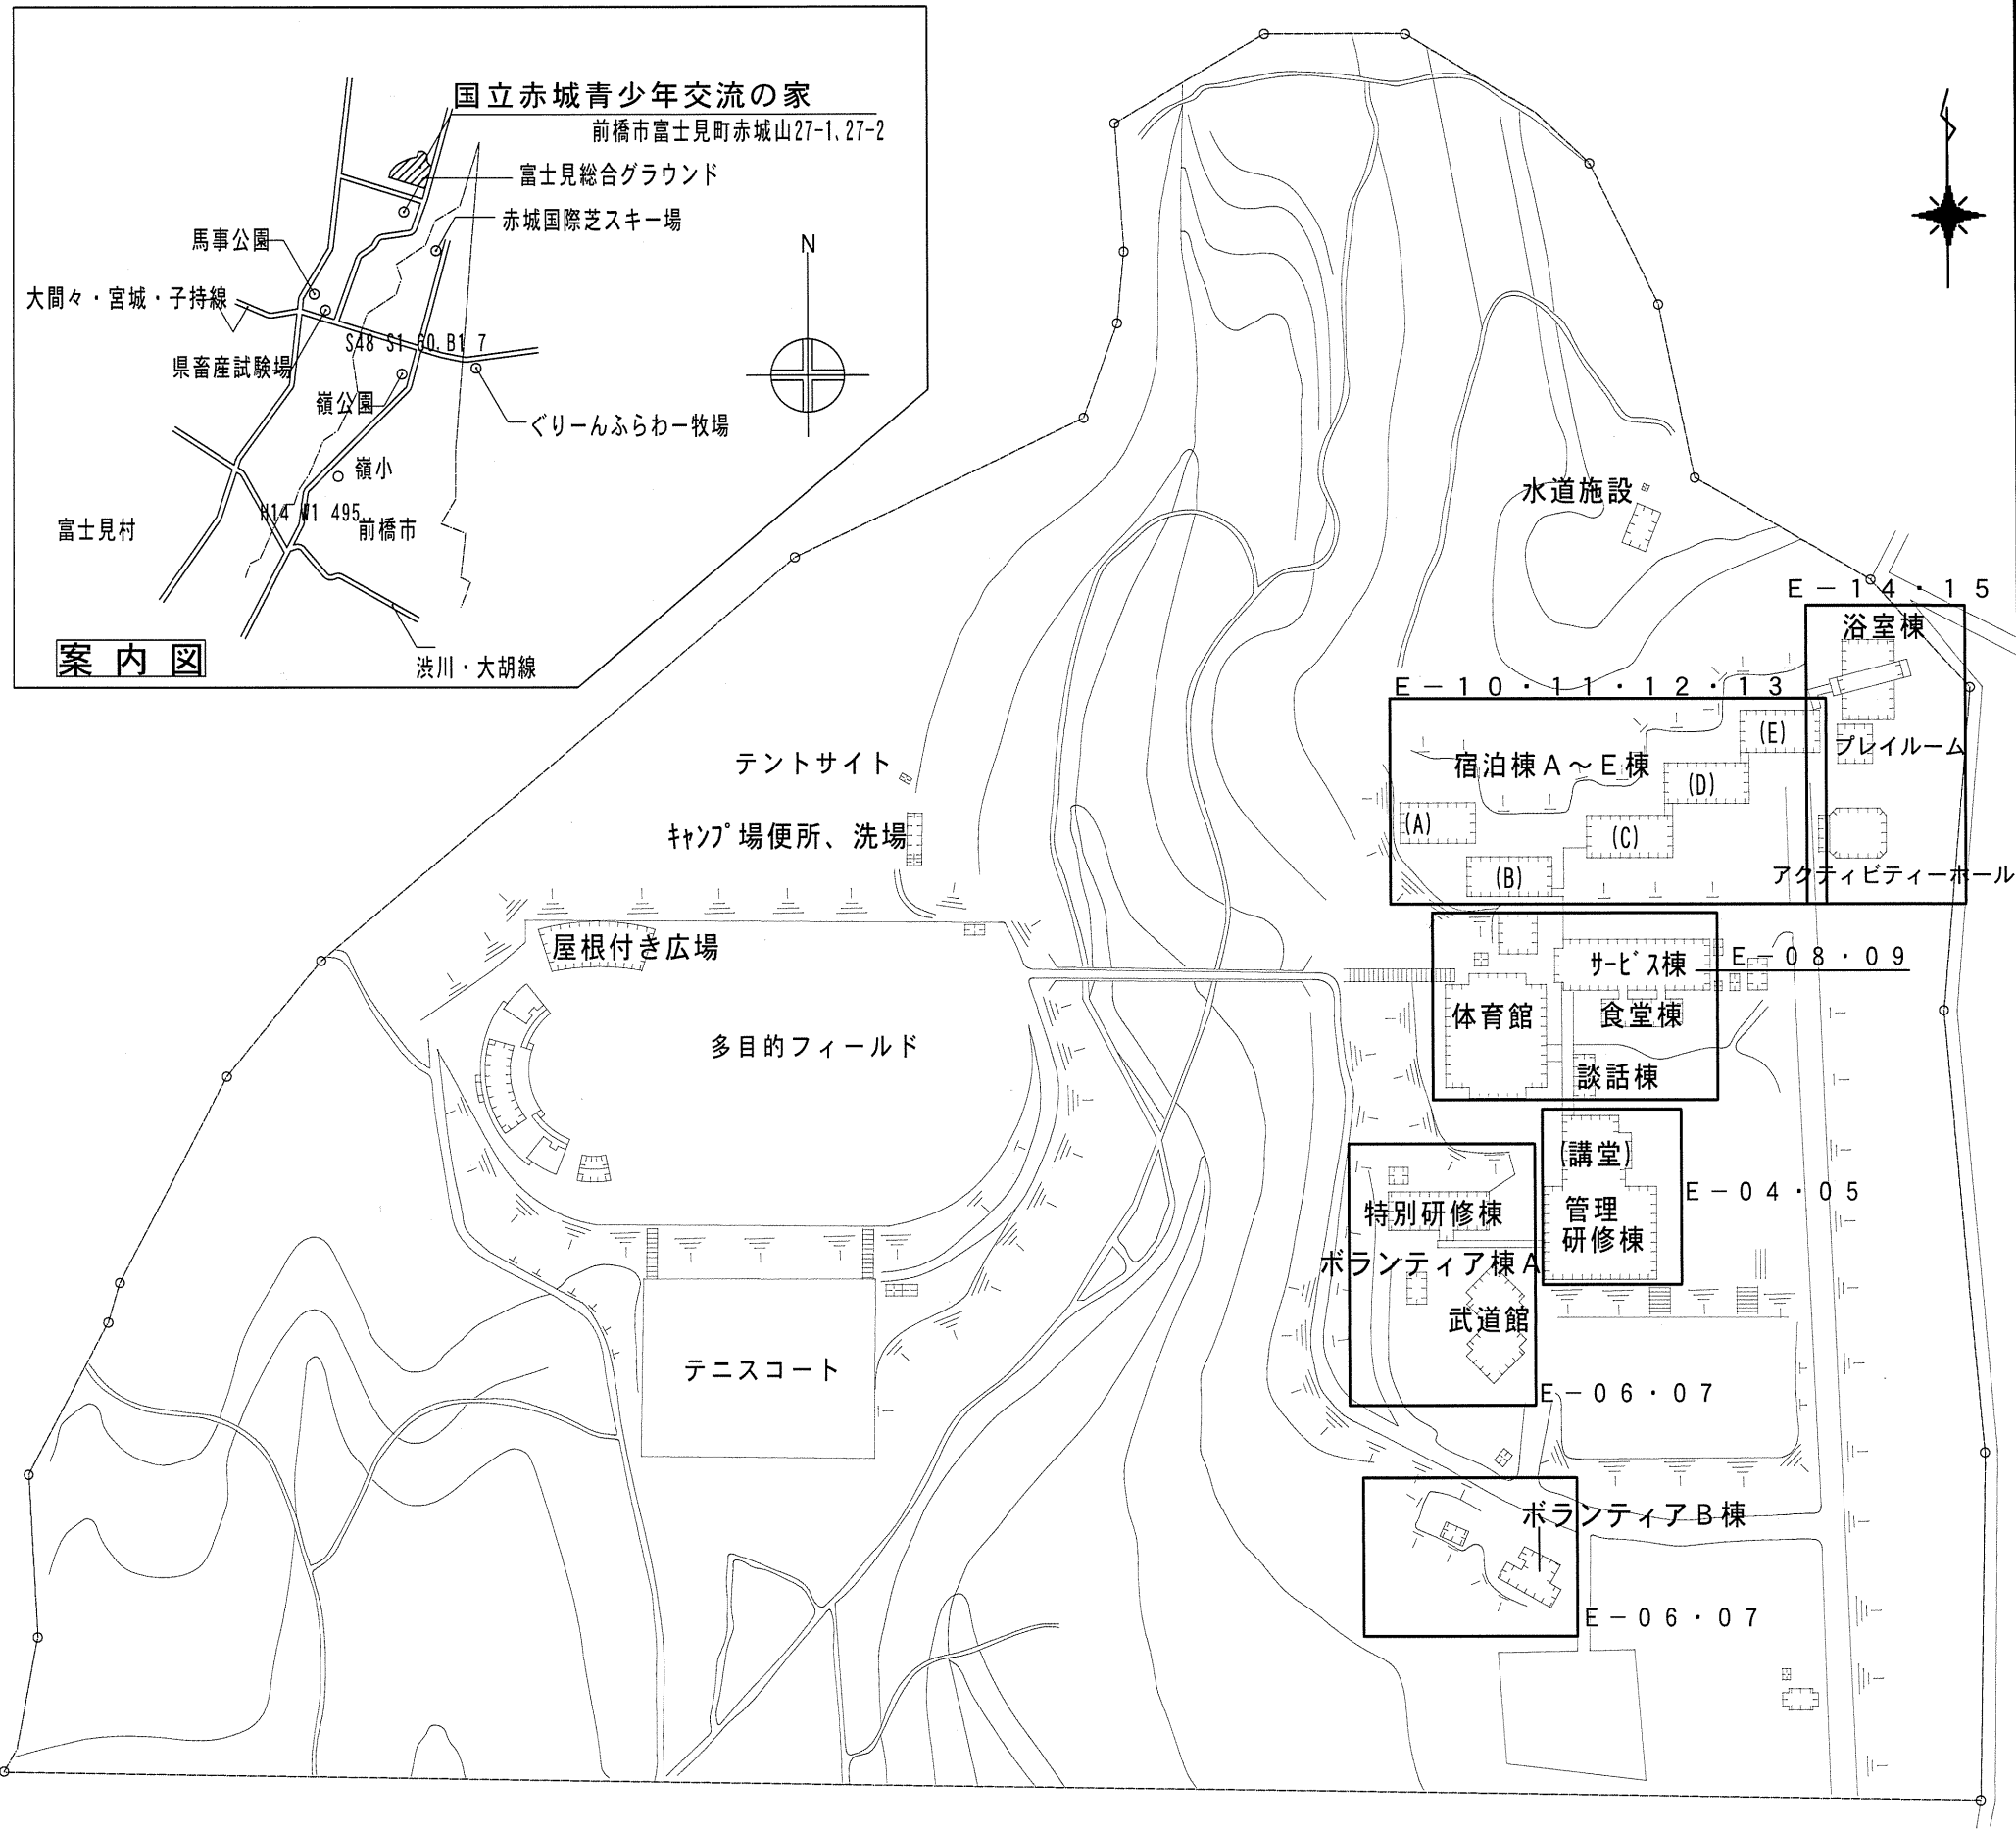 国立赤城青少年交流の家
前橋市富士見町赤城山27-1、27-2
富士見総合グラウンド
赤城国際芝スキー場
馬事公園
N
大間々・宮城・子持線
S48 S1 60.B1 7
県畜産試験場
嶺公園
ぐりーんふらわー牧場
嶺小
H14 W1 495
富士見村
前橋市
案内図
渋川・大胡線
水道施設
E-14・15
浴室棟
E-10・11・12・13
(E)
プレイルーム
宿泊棟A～E棟
(D)
(A)
(C)
(B)
アクティビティーホール
テントサイト
ｷｬﾝﾌﾟ場便所、洗場
屋根付き広場
ｻｰﾋﾞｽ棟
E-08・09
体育館
食堂棟
多目的フィールド
談話棟
(講堂)
E-04・05
特別研修棟
管理
研修棟
ボランティア棟A
武道館
テニスコート
E-06・07
ボランティアB棟
E-06・07